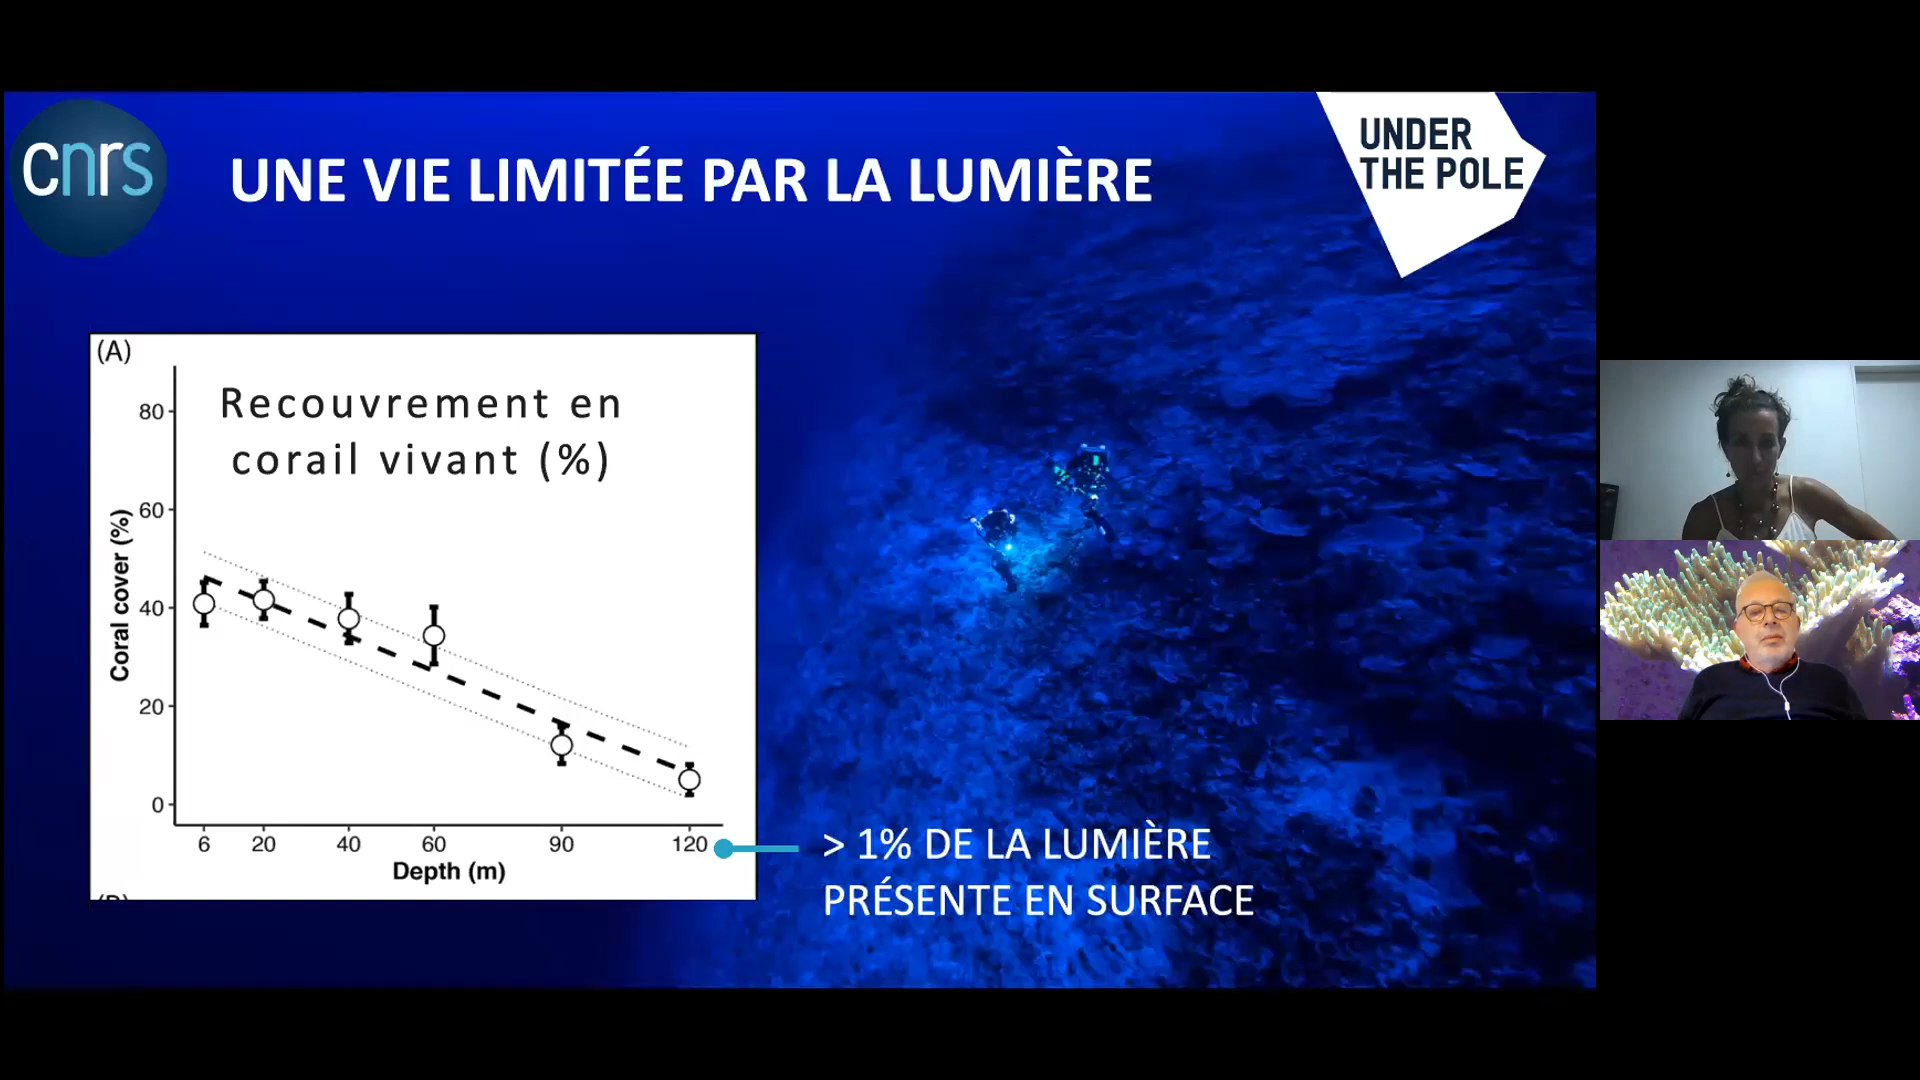 cnrs
UNE VIE LIMITÉE PAR LA LUMIÈRE
UNDER
THE POLE
(A)
Recouvrement en
corail vivant (%)
Coral cover (%)
80
60
40
20
0
6 20 40 60 90 120
Depth (m)
> 1% DE LA LUMIÈRE
PRÉSENTE EN SURFACE